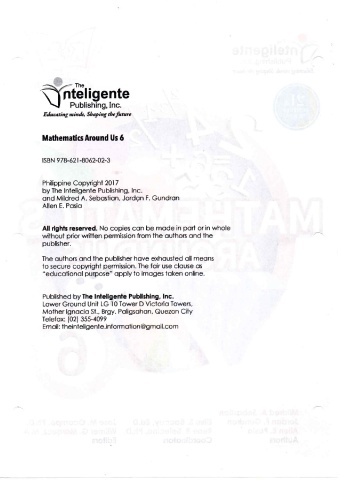 The
Inteligente
Publishing, Inc.
Educating minds, Shaping the future
Mathematics Around Us 6
ISBN 978-621-8062-02-3
Philippine Copyright 2017
by The Inteligente Publishing, Inc.
and Mildred A. Sebastian, Jordan F. Gundran
Allen E. Pasia
All rights reserved. No copies can be made in part or in whole
without prior written permission from the authors and the
publisher.
The authors and the publisher have exhausted all means
to secure copyright permission. The fair use clause as
"educational purpose" apply to images taken online.
Published by The Inteligente Publishing, Inc.
Lower Ground Unit LG 10 Tower D Victoria Towers,
Mother Ignacia St., Brgy. Paligsahan, Quezon City
Telefax: (02) 355-4099
Email: theinteligente.information@gmail.com